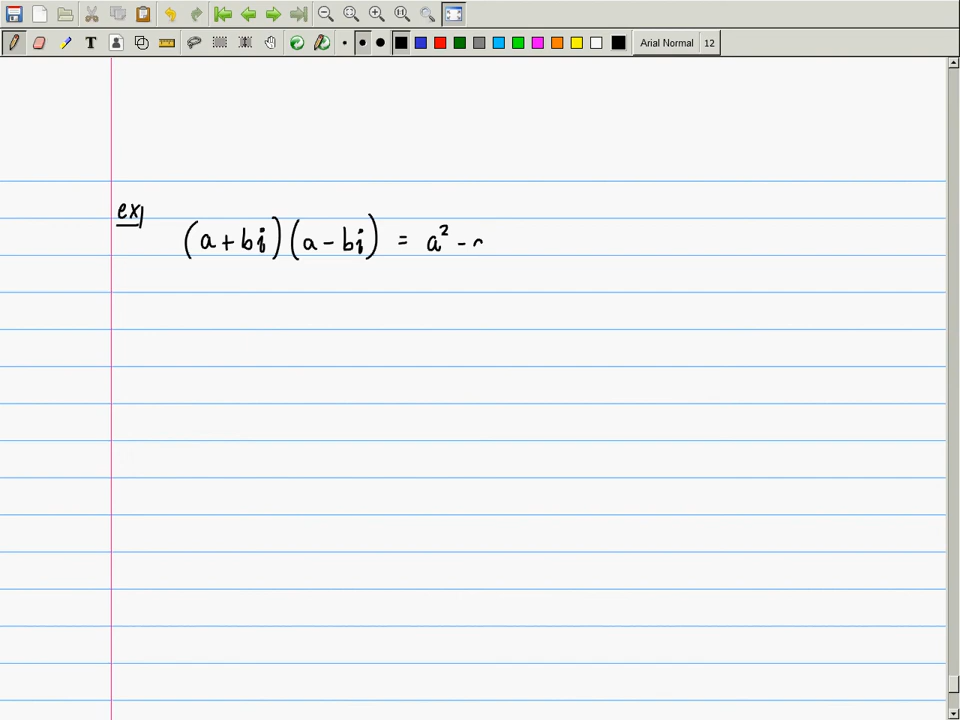 T Arial Normal 12
ex
(a + bi)(a - bi) = a² -